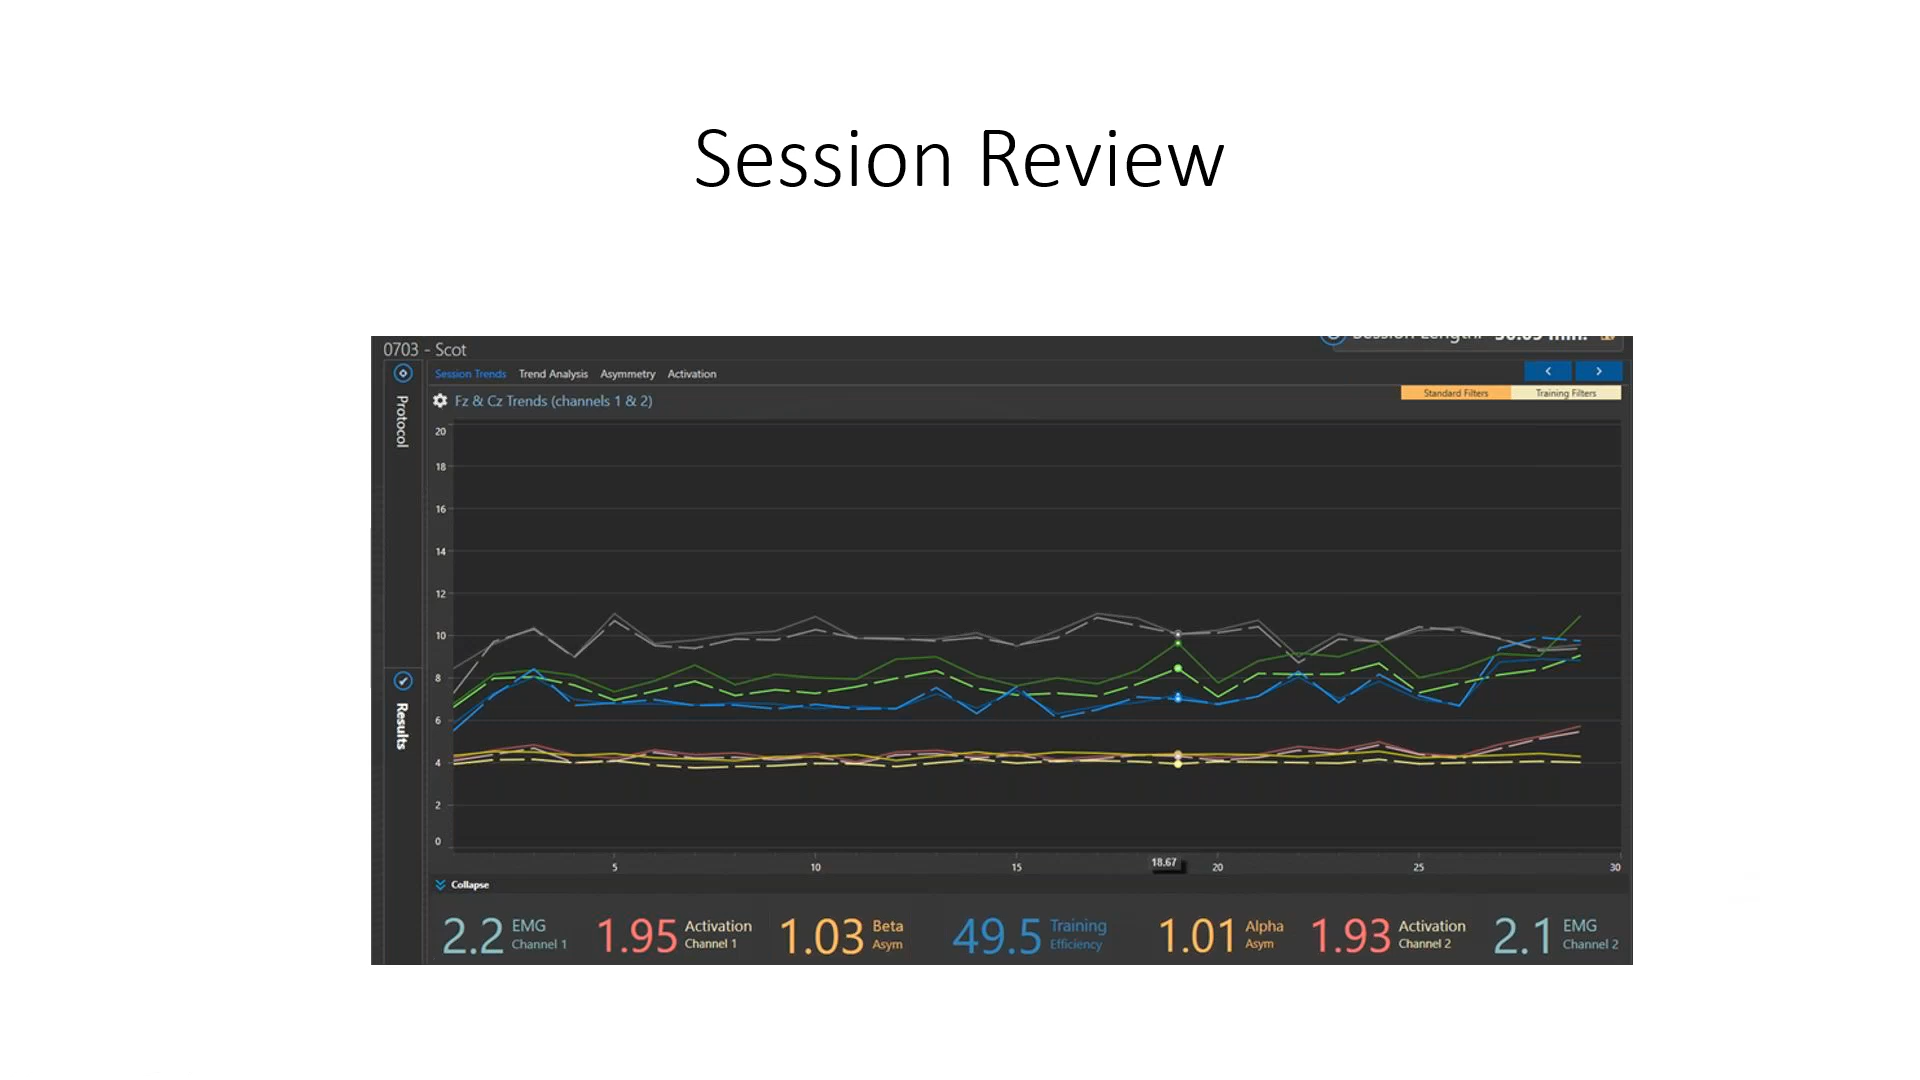 Session Review
0703 - Scot
Session Trends Trend Analysis Asymmetry Activation
Standard Filters Training Filters
Fz & Cz Trends (channels 1 & 2)
Protocol
Results
20
18
16
14
12
10
8
6
4
2
0
5 10 15 18.67 20 25 30
Collapse
2.2 EMG Channel 1
1.95 Activation Channel 1
1.03 Beta Asym
49.5 Training Efficiency
1.01 Alpha Asym
1.93 Activation Channel 2
2.1 EMG Channel 2